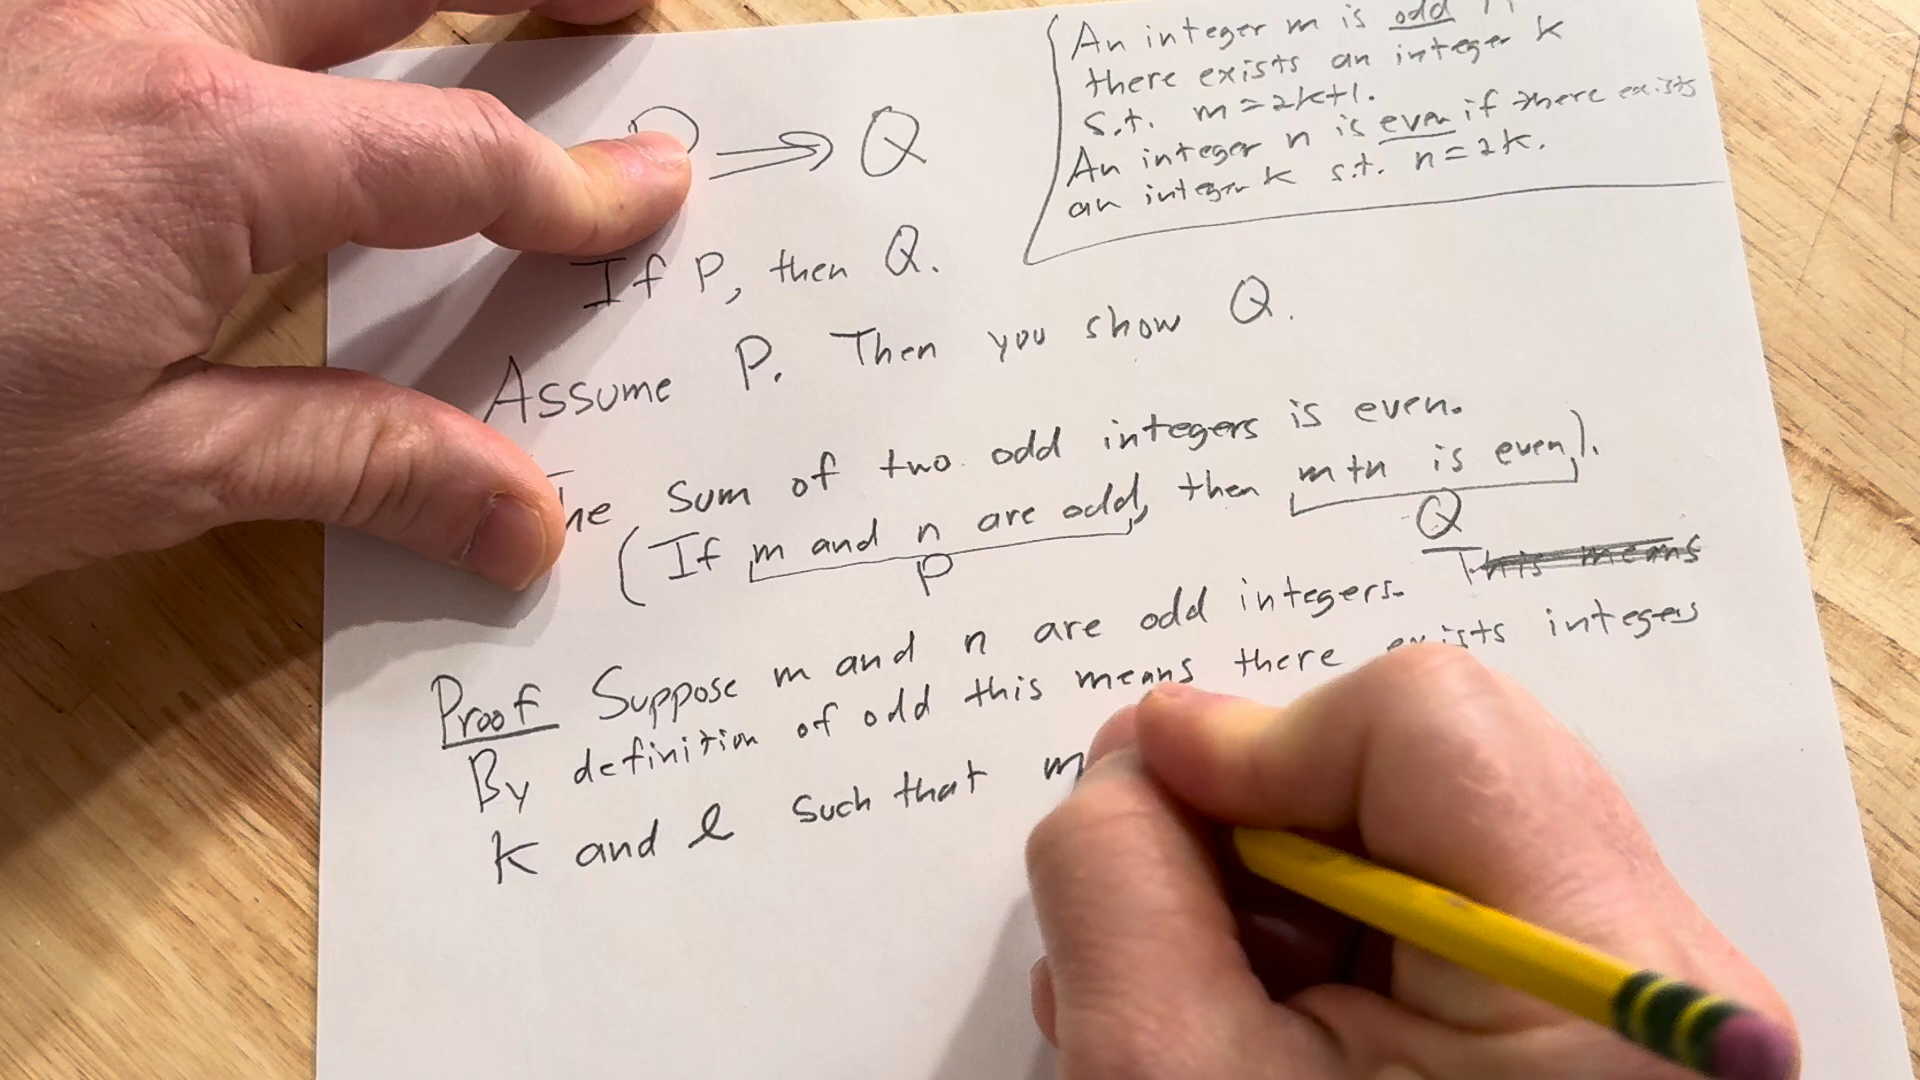 An integer m is odd
there exists an integer k
s.t. m=2k+1.
An integer n is even if there exists
an integer k s.t. n=2k.
⟹ Q
If P, then Q.
Assume P. Then you show Q.
The sum of two odd integers is even.
(If m and n are odd, then m+n is even).
P Q
Proof Suppose m and n are odd integers. This means
By definition of odd this means there exists integers
k and l such that m